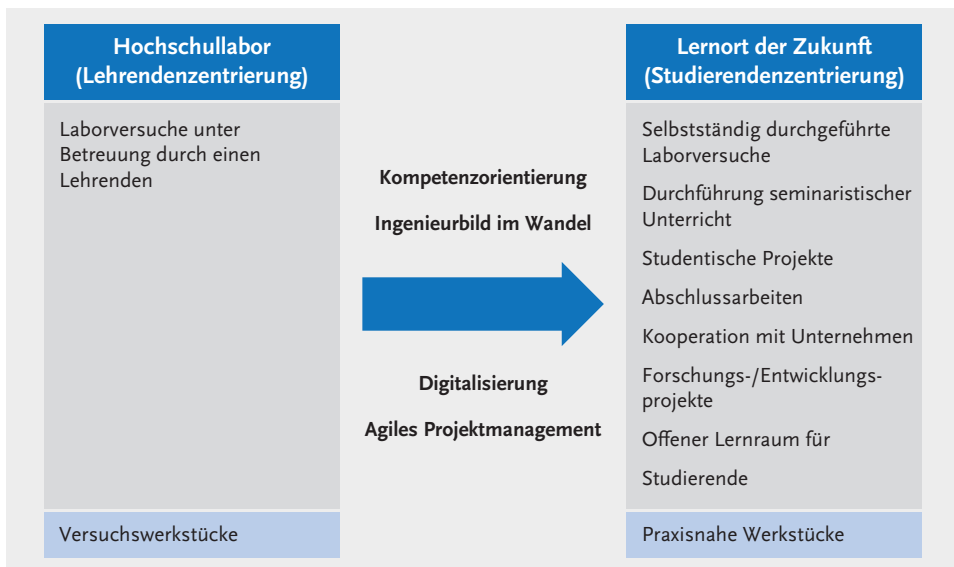 Hochschullabor
(Lehrendenzentrierung)
Laborversuche unter
Betreuung durch einen
Lehrenden
Versuchswerkstücke
Kompetenzorientierung
Ingenieurbild im Wandel
Digitalisierung
Agiles Projektmanagement
Lernort der Zukunft
(Studierendenzentrierung)
Selbstständig durchgeführte
Laborversuche
Durchführung seminaristischer
Unterricht
Studentische Projekte
Abschlussarbeiten
Kooperation mit Unternehmen
Forschungs-/Entwicklungs-
projekte
Offener Lernraum für
Studierende
Praxisnahe Werkstücke